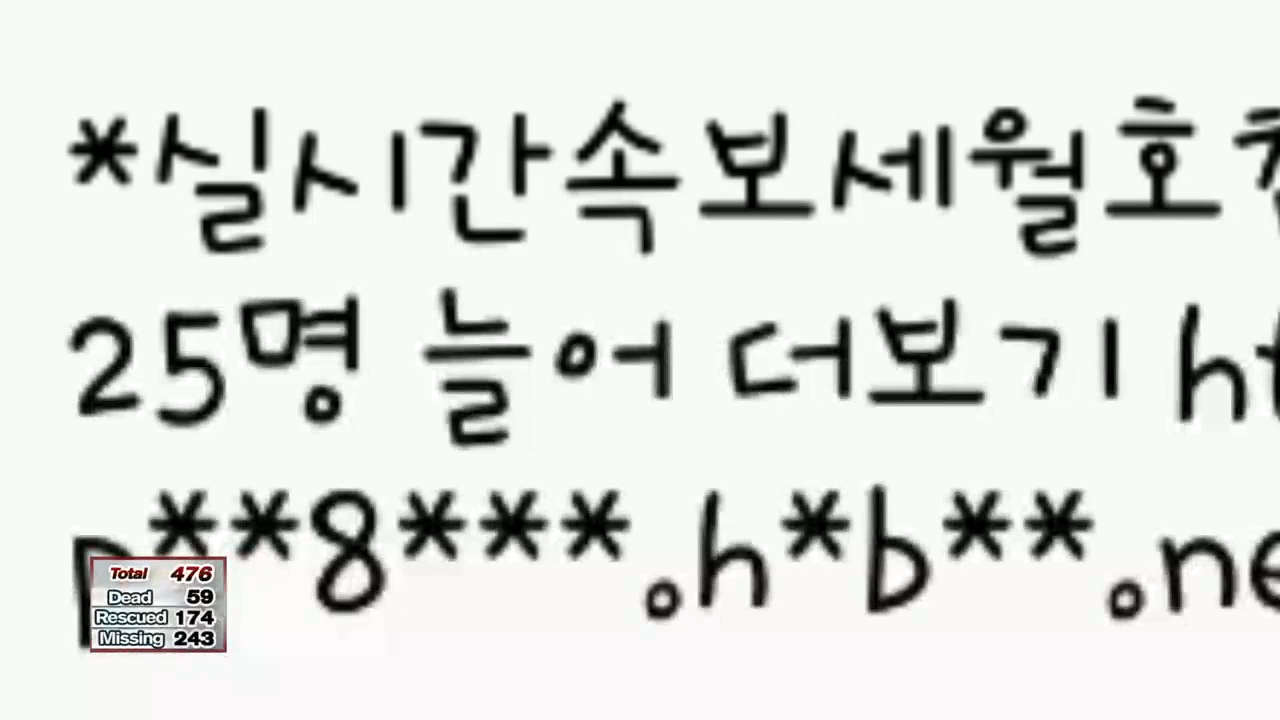 *실시간속보세월호
25명 늘어 더보기
**8***.h*b**.ne
Total 476
Dead 59
Rescued 174
Missing 243